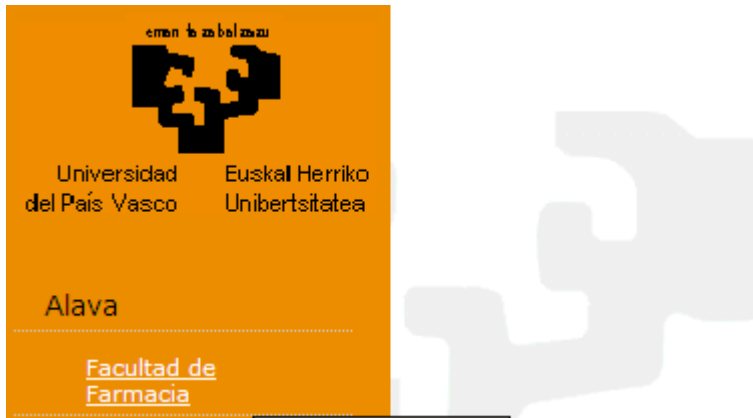 eman ta zabal zazu
Universidad
del País Vasco
Euskal Herriko
Unibertsitatea
Alava
Facultad de
Farmacia